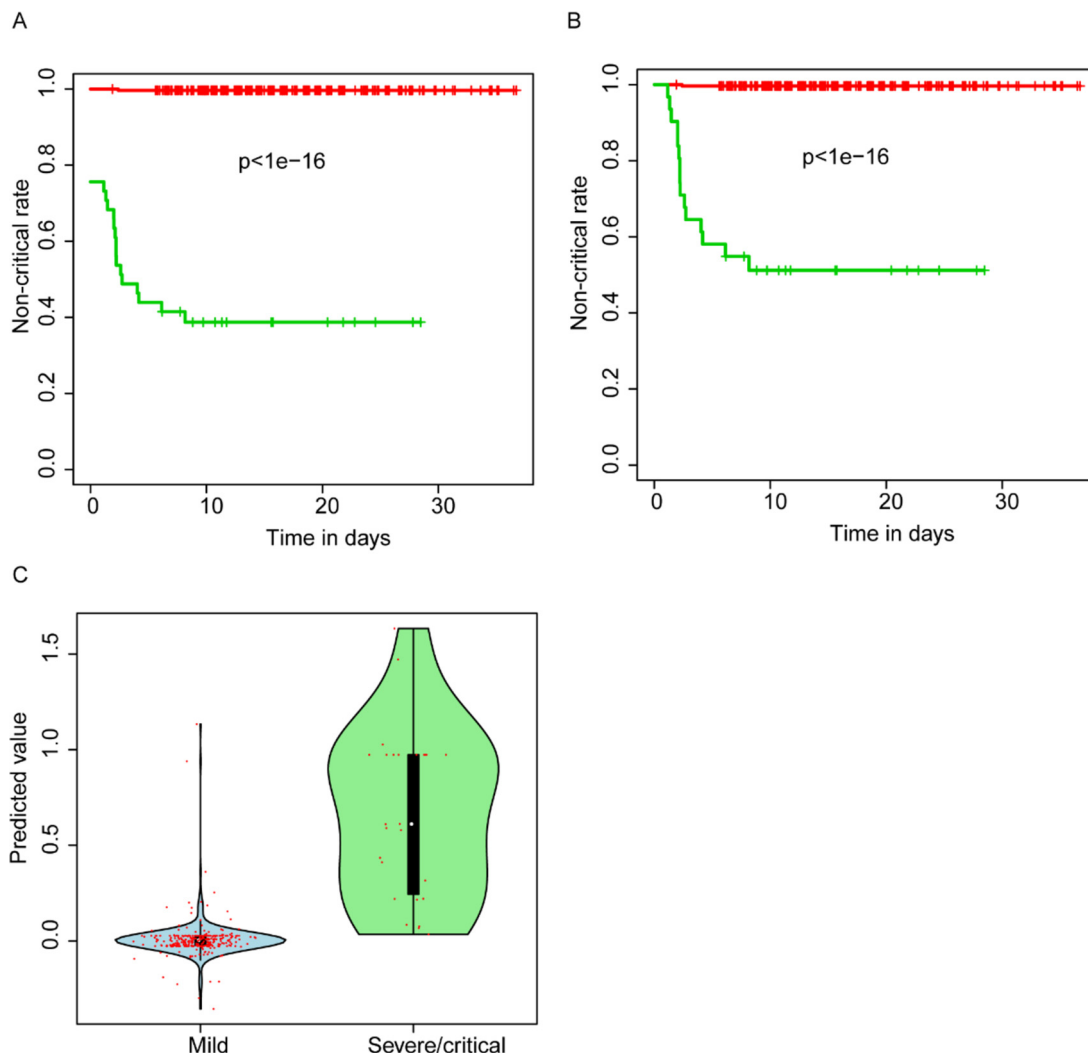 A
B
1.0
0.8
0.6
0.4
0.2
0.0
Non-critical rate
p<1e−16
0 10 20 30
Time in days
1.0
0.8
0.6
0.4
0.2
0.0
Non-critical rate
p<1e−16
0 10 20 30
Time in days
C
1.5
1.0
0.5
0.0
Predicted value
Mild Severe/critical